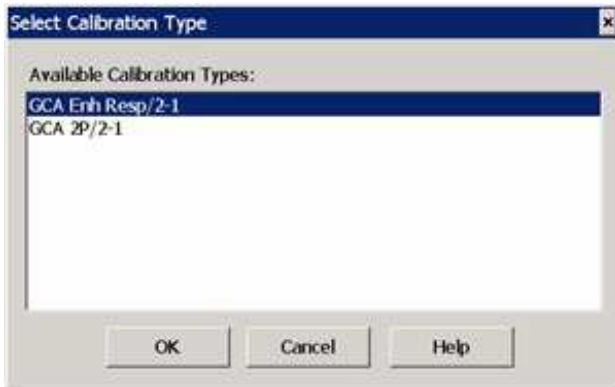 Select Calibration Type
Available Calibration Types:
GCA Enh Resp/2-1
GCA 2P/2-1
OK Cancel Help